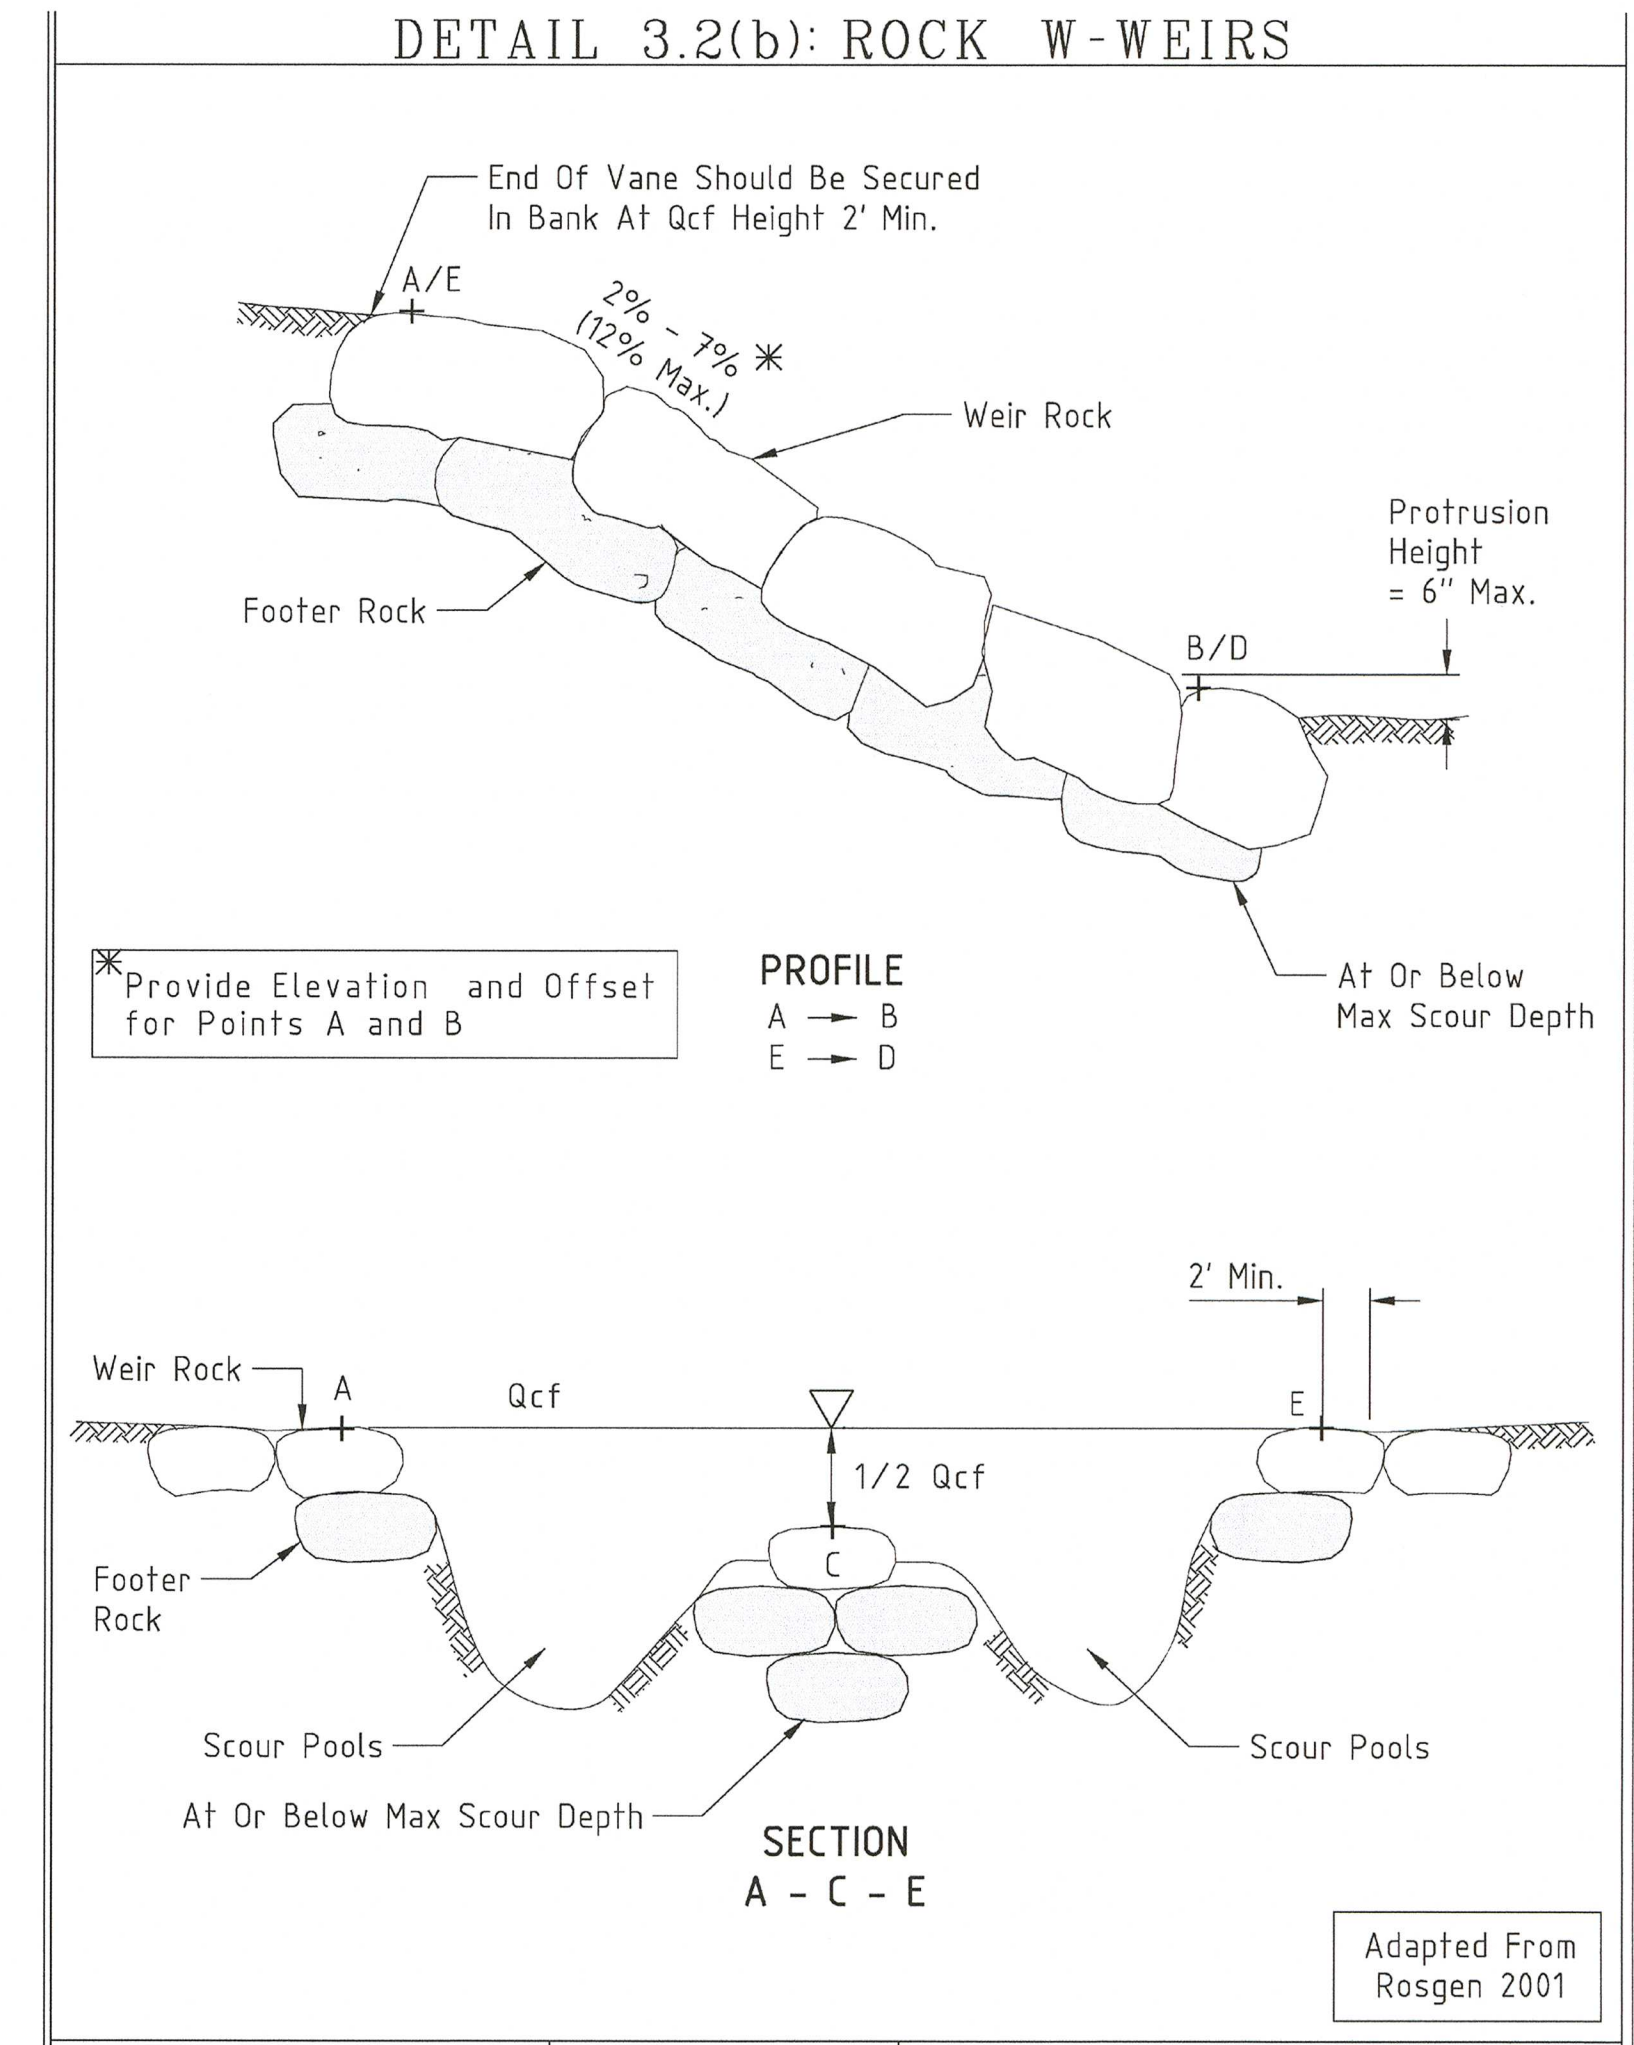 DETAIL 3.2(b): ROCK W-WEIRS
End Of Vane Should Be Secured
In Bank At Qcf Height 2' Min.
A/E
2% - 7% *
(12% Max.)
Weir Rock
Protrusion
Height
= 6" Max.
Footer Rock
B/D
* Provide Elevation and Offset
for Points A and B
PROFILE
A → B
E → D
At Or Below
Max Scour Depth
2' Min.
Weir Rock
A
Qcf
E
1/2 Qcf
C
Footer
Rock
Scour Pools
Scour Pools
At Or Below Max Scour Depth
SECTION
A - C - E
Adapted From
Rosgen 2001